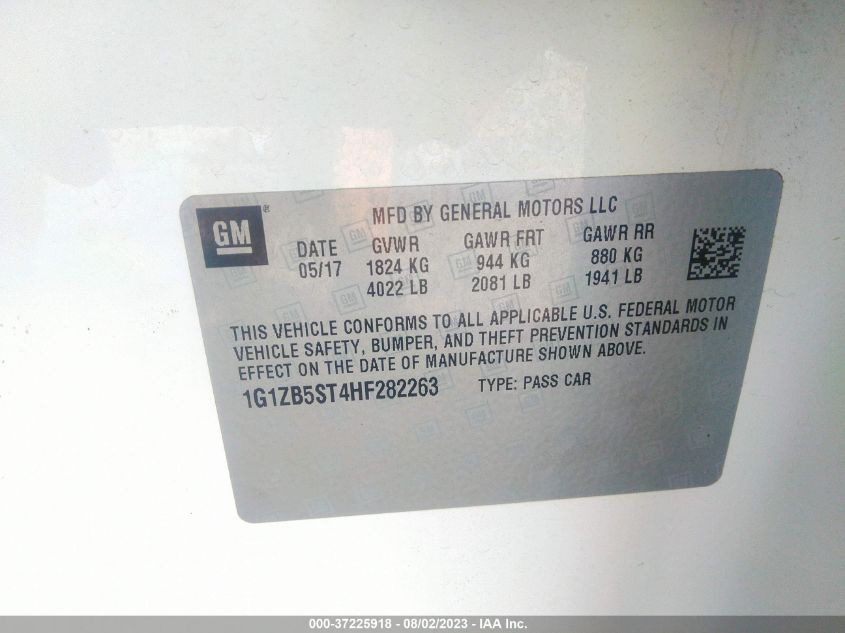 GM®
MFD BY GENERAL MOTORS LLC
DATE GVWR GAWR FRT GAWR RR
05/17 1824 KG 944 KG 880 KG
4022 LB 2081 LB 1941 LB
THIS VEHICLE CONFORMS TO ALL APPLICABLE U.S. FEDERAL MOTOR
VEHICLE SAFETY, BUMPER, AND THEFT PREVENTION STANDARDS IN
EFFECT ON THE DATE OF MANUFACTURE SHOWN ABOVE.
1G1ZB5ST4HF282263 TYPE: PASS CAR
000-37225918 - 08/02/2023 - IAA Inc.